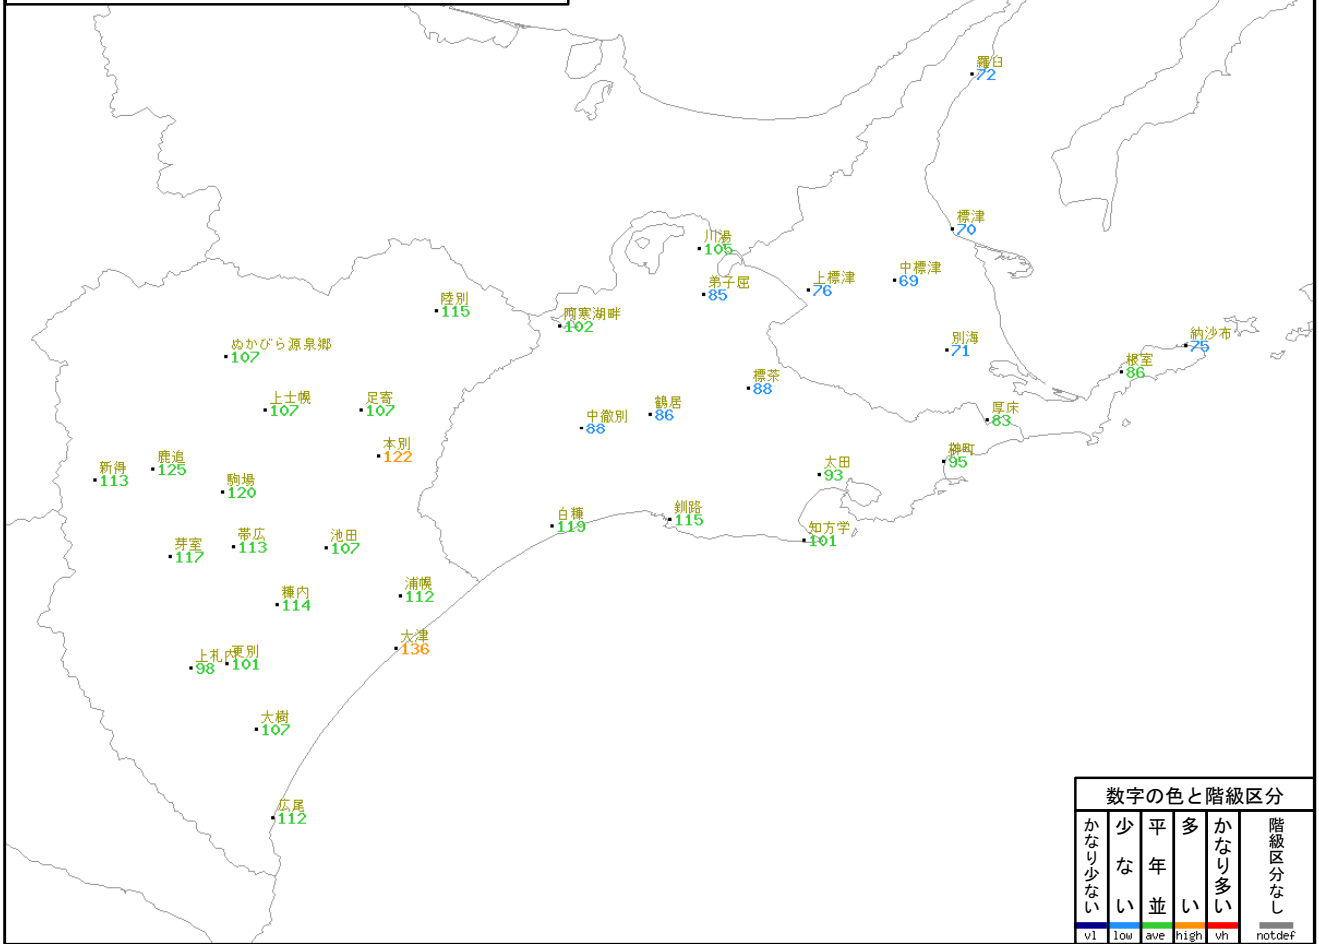 羅臼
72
標津
70
川湯
105
中標津
69
上標津
76
弟子屈
85
陸別
115
阿寒湖畔
102
納沙布
75
ぬかびら源泉郷
107
別海
71
根室
86
標茶
88
上士幌
107
足寄
107
鶴居
86
中徹別
88
厚床
83
本別
122
榊町
95
鹿追
125
新得
113
太田
93
駒場
120
白糠
119
釧路
115
知方学
101
帯広
113
池田
107
芽室
117
浦幌
112
糠内
114
大津
136
上札内
98
更別
101
大樹
107
広尾
112
数字の色と階級区分
かなり少ない
少ない
平年並
多い
かなり多い
階級区分なし
vl
low
ave
high
vh
notdef